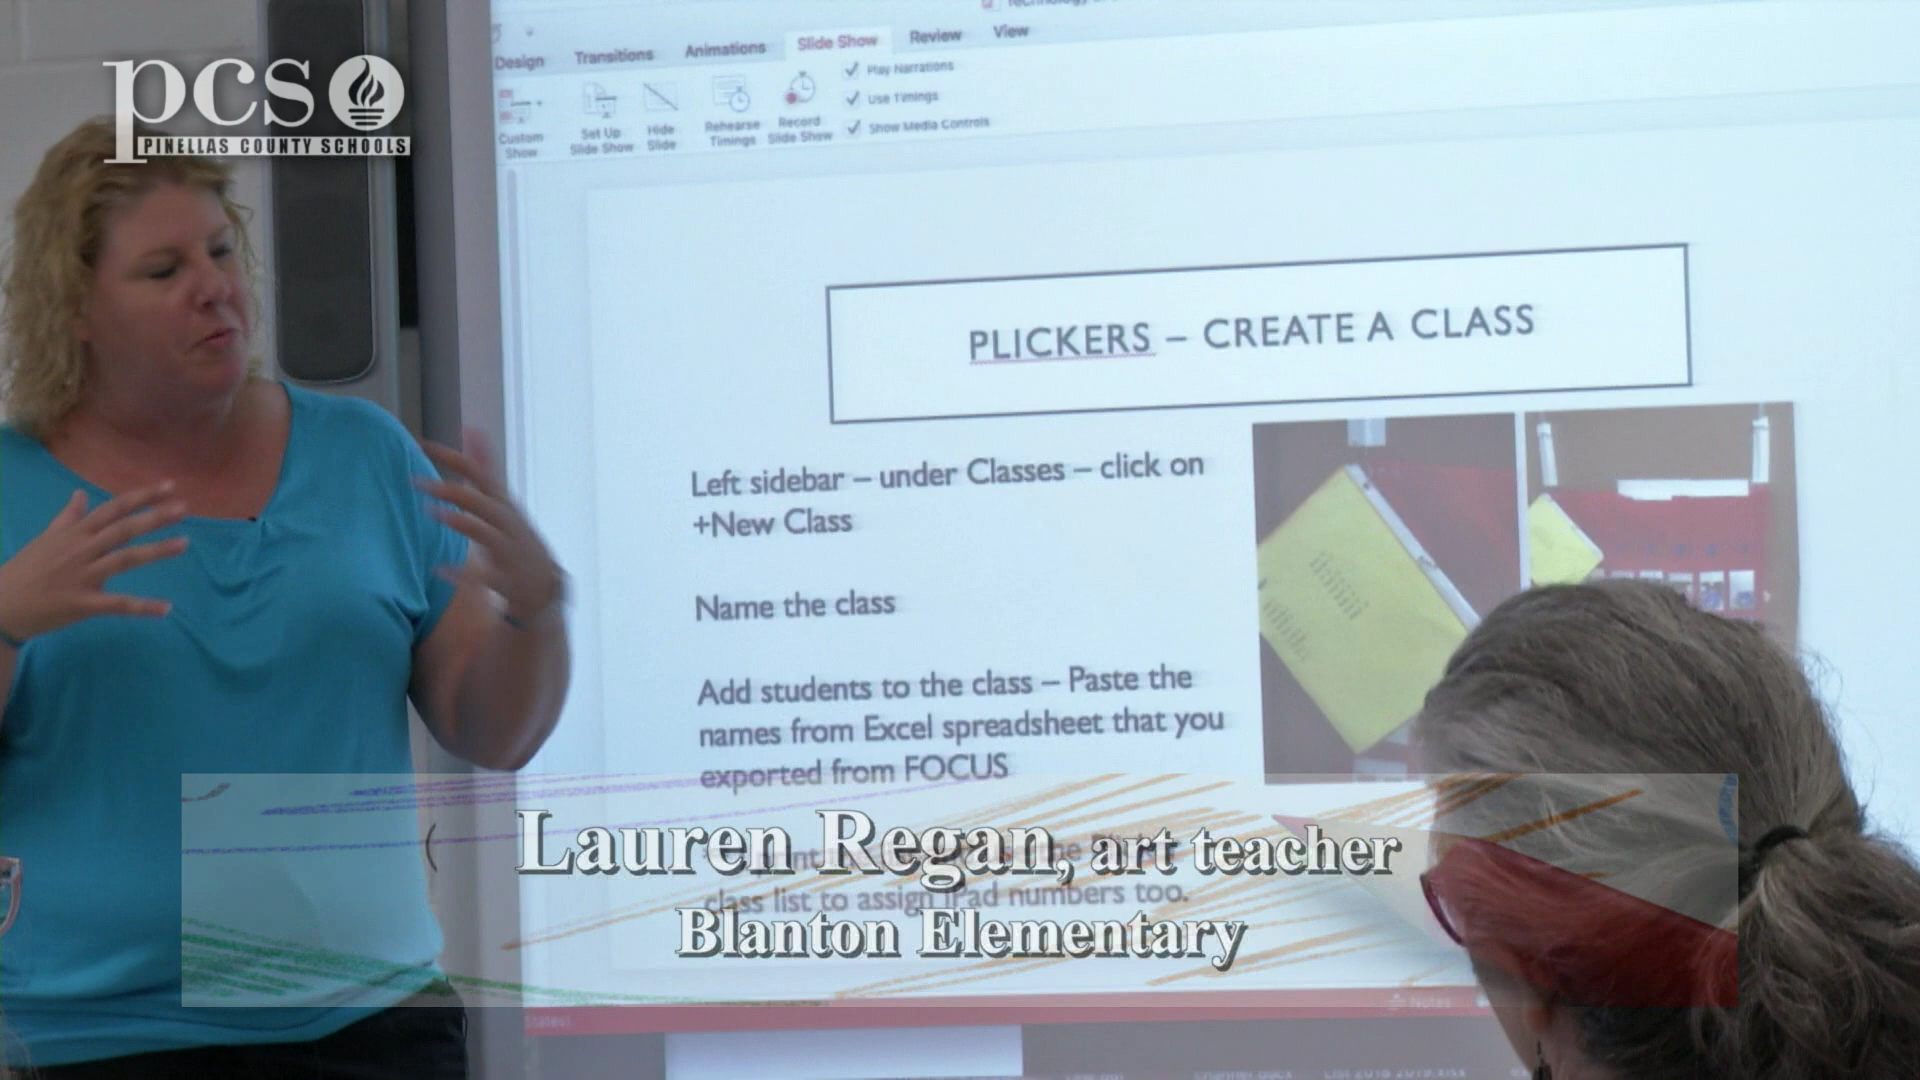 pcs
PINELLAS COUNTY SCHOOLS
Design Transitions Animations Slide Show Review View
Custom Show
Set Up Slide Show
Hide Slide
Rehearse Timings
Record Slide Show
Play Narrations
Use Timings
Show Media Controls
PLICKERS – CREATE A CLASS
Left sidebar – under Classes – click on
+New Class
Name the class
Add students to the class – Paste the
names from Excel spreadsheet that you
exported from FOCUS
class list to assign iPad numbers too.
Lauren Regan, art teacher
Blanton Elementary
Notes